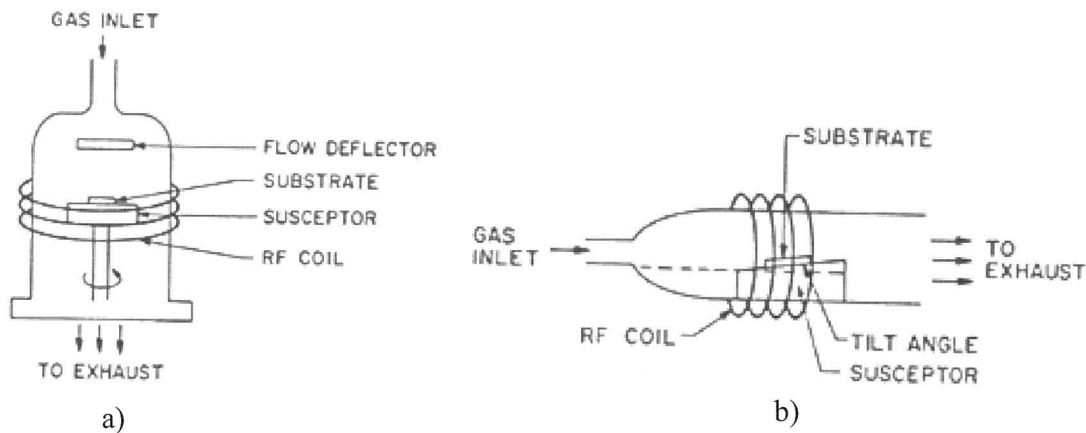 GAS INLET
FLOW DEFLECTOR
SUBSTRATE
SUSCEPTOR
RF COIL
TO EXHAUST
a)
SUBSTRATE
GAS
INLET
TO
EXHAUST
RF COIL
TILT ANGLE
SUSCEPTOR
b)